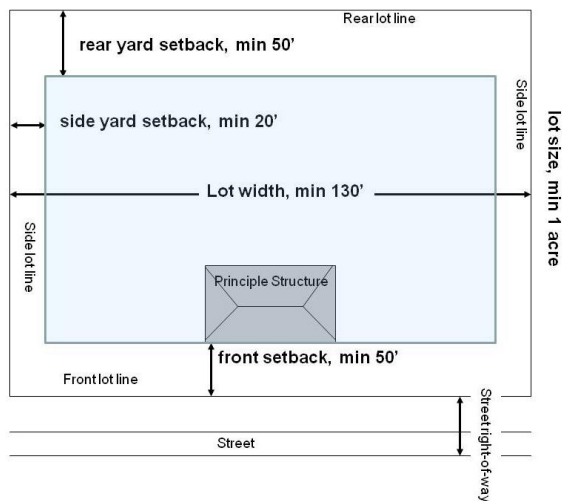 Rear lot line
rear yard setback, min 50’
Side lot line
side yard setback, min 20’
lot size, min 1 acre
Lot width, min 130’
Side lot line
Principle Structure
front setback, min 50’
Front lot line
Street right-of-way
Street